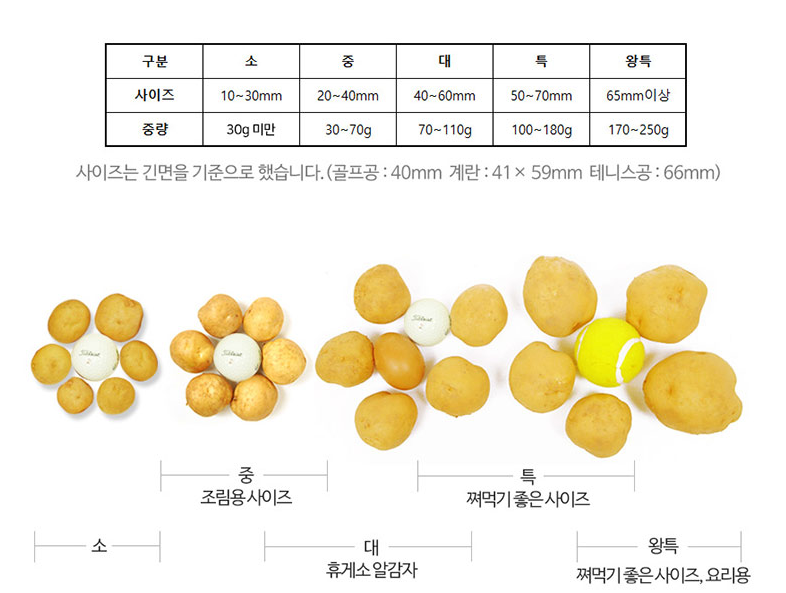 구분 소 중 대 특 왕특
사이즈 10~30mm 20~40mm 40~60mm 50~70mm 65mm이상
중량 30g 미만 30~70g 70~110g 100~180g 170~250g
사이즈는 긴면을 기준으로 했습니다.(골프공 : 40mm 계란 : 41× 59mm 테니스공 : 66mm)
Titleist
Titleist
Titleist
중
조림용 사이즈
특
쪄먹기 좋은 사이즈
소
대
휴게소 알감자
왕특
쪄먹기 좋은 사이즈, 요리용